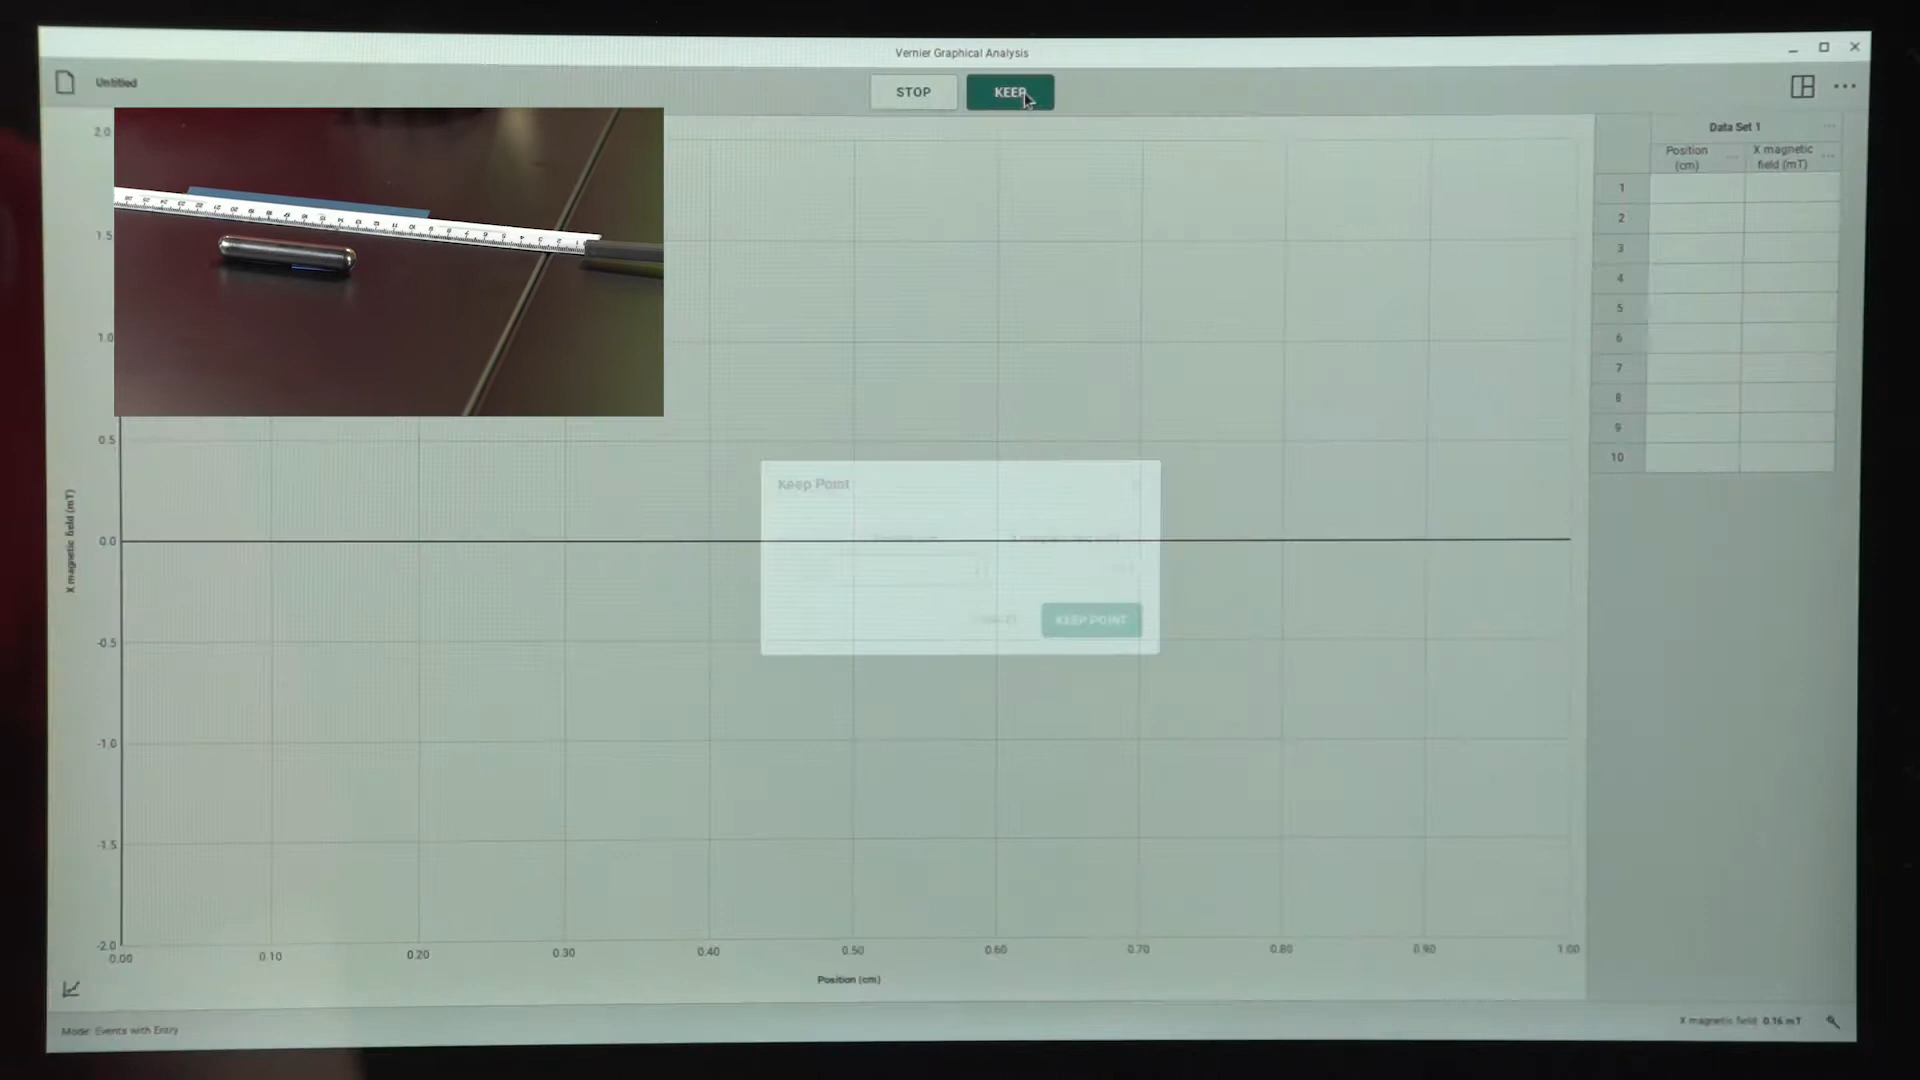 Vernier Graphical Analysis
Untitled
STOP
KEEP
2.0
1.5
1.0
0.5
0.0
-0.5
-1.0
-1.5
-2.0
X magnetic field (mT)
0.00
0.10
0.20
0.30
0.40
0.50
0.60
0.70
0.80
0.90
1.00
Position (cm)
Keep Point
KEEP POINT
Data Set 1
Position (cm)
X magnetic field (mT)
1
2
3
4
5
6
7
8
9
10
Mode: Events with Entry
X magnetic field: 0.16 mT